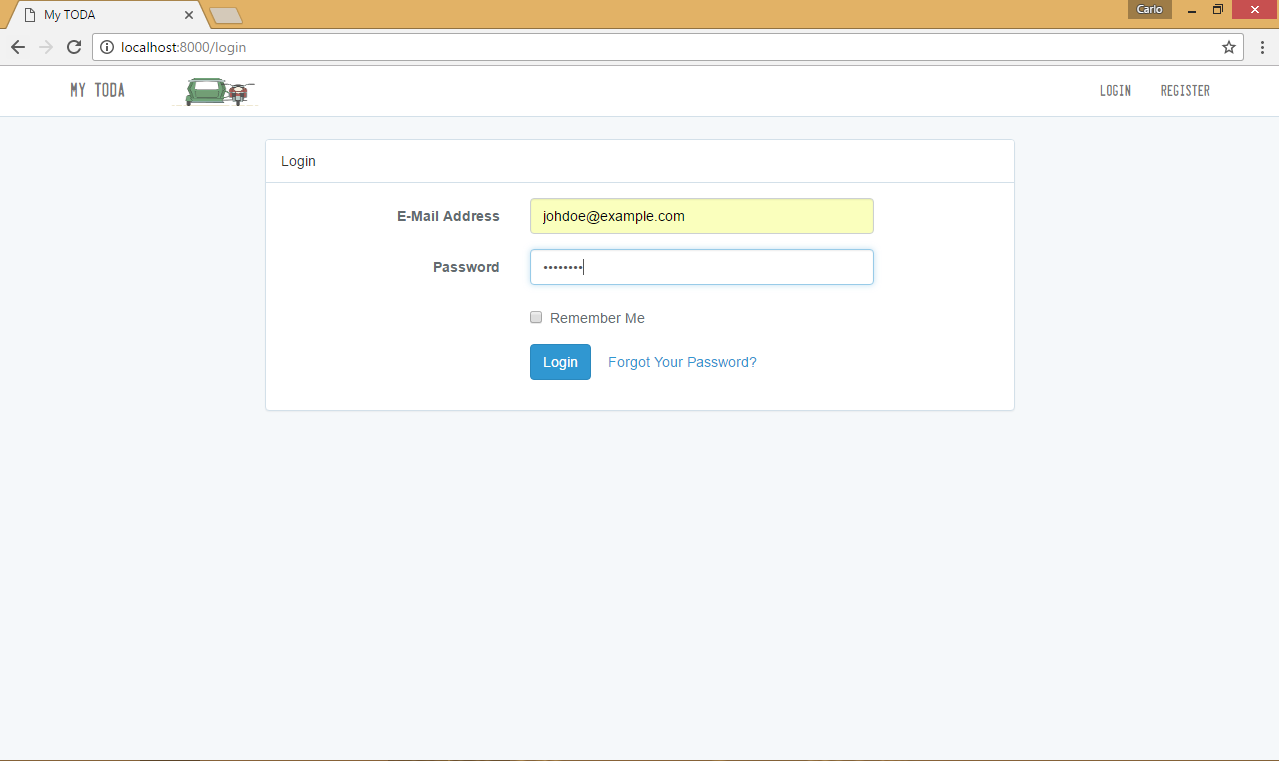 My TODA
Carlo
localhost:8000/login
MY TODA
LOGIN
REGISTER
Login
E-Mail Address
johdoe@example.com
Password
••••••••
Remember Me
Login
Forgot Your Password?